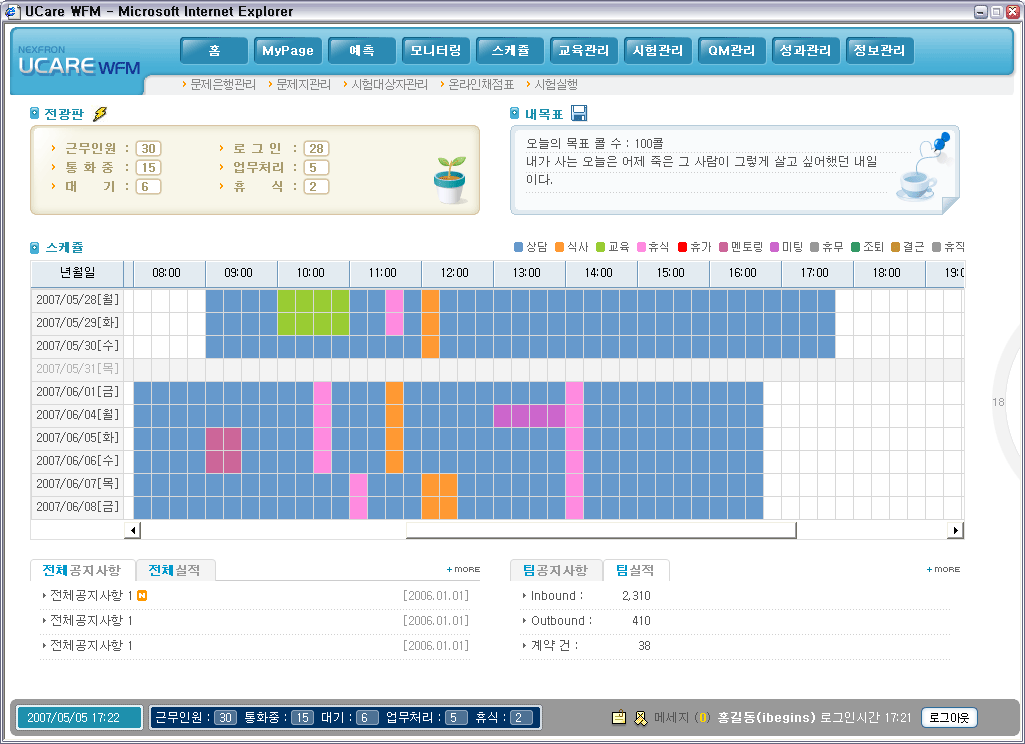 UCare WFM - Microsoft Internet Explorer
NEXFRON
UCARE WFM
홈 MyPage 예측 모니터링 스케쥴 교육관리 시험관리 QM관리 성과관리 정보관리
문제은행관리 문제지관리 시험대상자관리 온라인채점표 시험실행
전광판
근무인원 : 30 로그인 : 28
통화중 : 15 업무처리 : 5
대기 : 6 휴식 : 2
내목표
오늘의 목표 콜 수 : 100콜
내가 사는 오늘은 어제 죽은 그 사람이 그렇게 살고 싶어했던 내일
이다.
스케쥴
상담 식사 교육 휴식 휴가 멘토링 미팅 휴무 조퇴 결근 휴직
년월일 08:00 09:00 10:00 11:00 12:00 13:00 14:00 15:00 16:00 17:00 18:00 19:0
2007/05/28[월]
2007/05/29[화]
2007/05/30[수]
2007/05/31[목]
2007/06/01[금]
2007/06/04[월]
2007/06/05[화]
2007/06/06[수]
2007/06/07[목]
2007/06/08[금]
18
전체공지사항 전체실적 + MORE
전체공지사항 1 N [2006.01.01]
전체공지사항 1 [2006.01.01]
전체공지사항 1 [2006.01.01]
팀공지사항 팀실적 + MORE
Inbound : 2,310
Outbound : 410
계약 건 : 38
2007/05/05 17:22 근무인원 : 30 통화중 : 15 대기 : 6 업무처리 : 5 휴식 : 2 메세지 (0) 홍길동(ibegins) 로그인시간 17:21 로그아웃